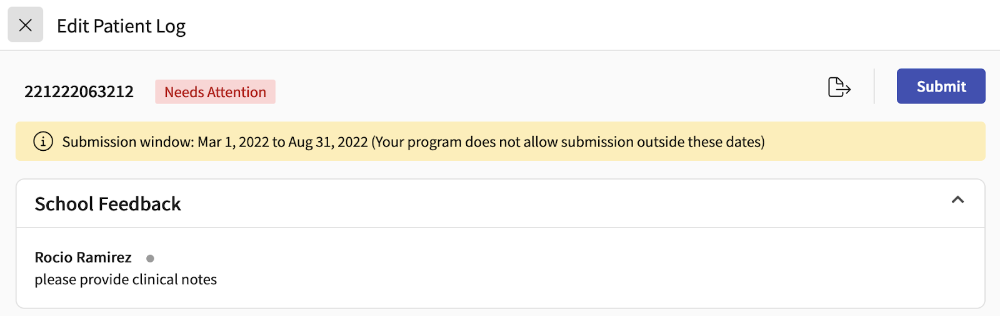 Edit Patient Log
221222063212 Needs Attention
Submit
Submission window: Mar 1, 2022 to Aug 31, 2022 (Your program does not allow submission outside these dates)
School Feedback
Rocio Ramirez
please provide clinical notes